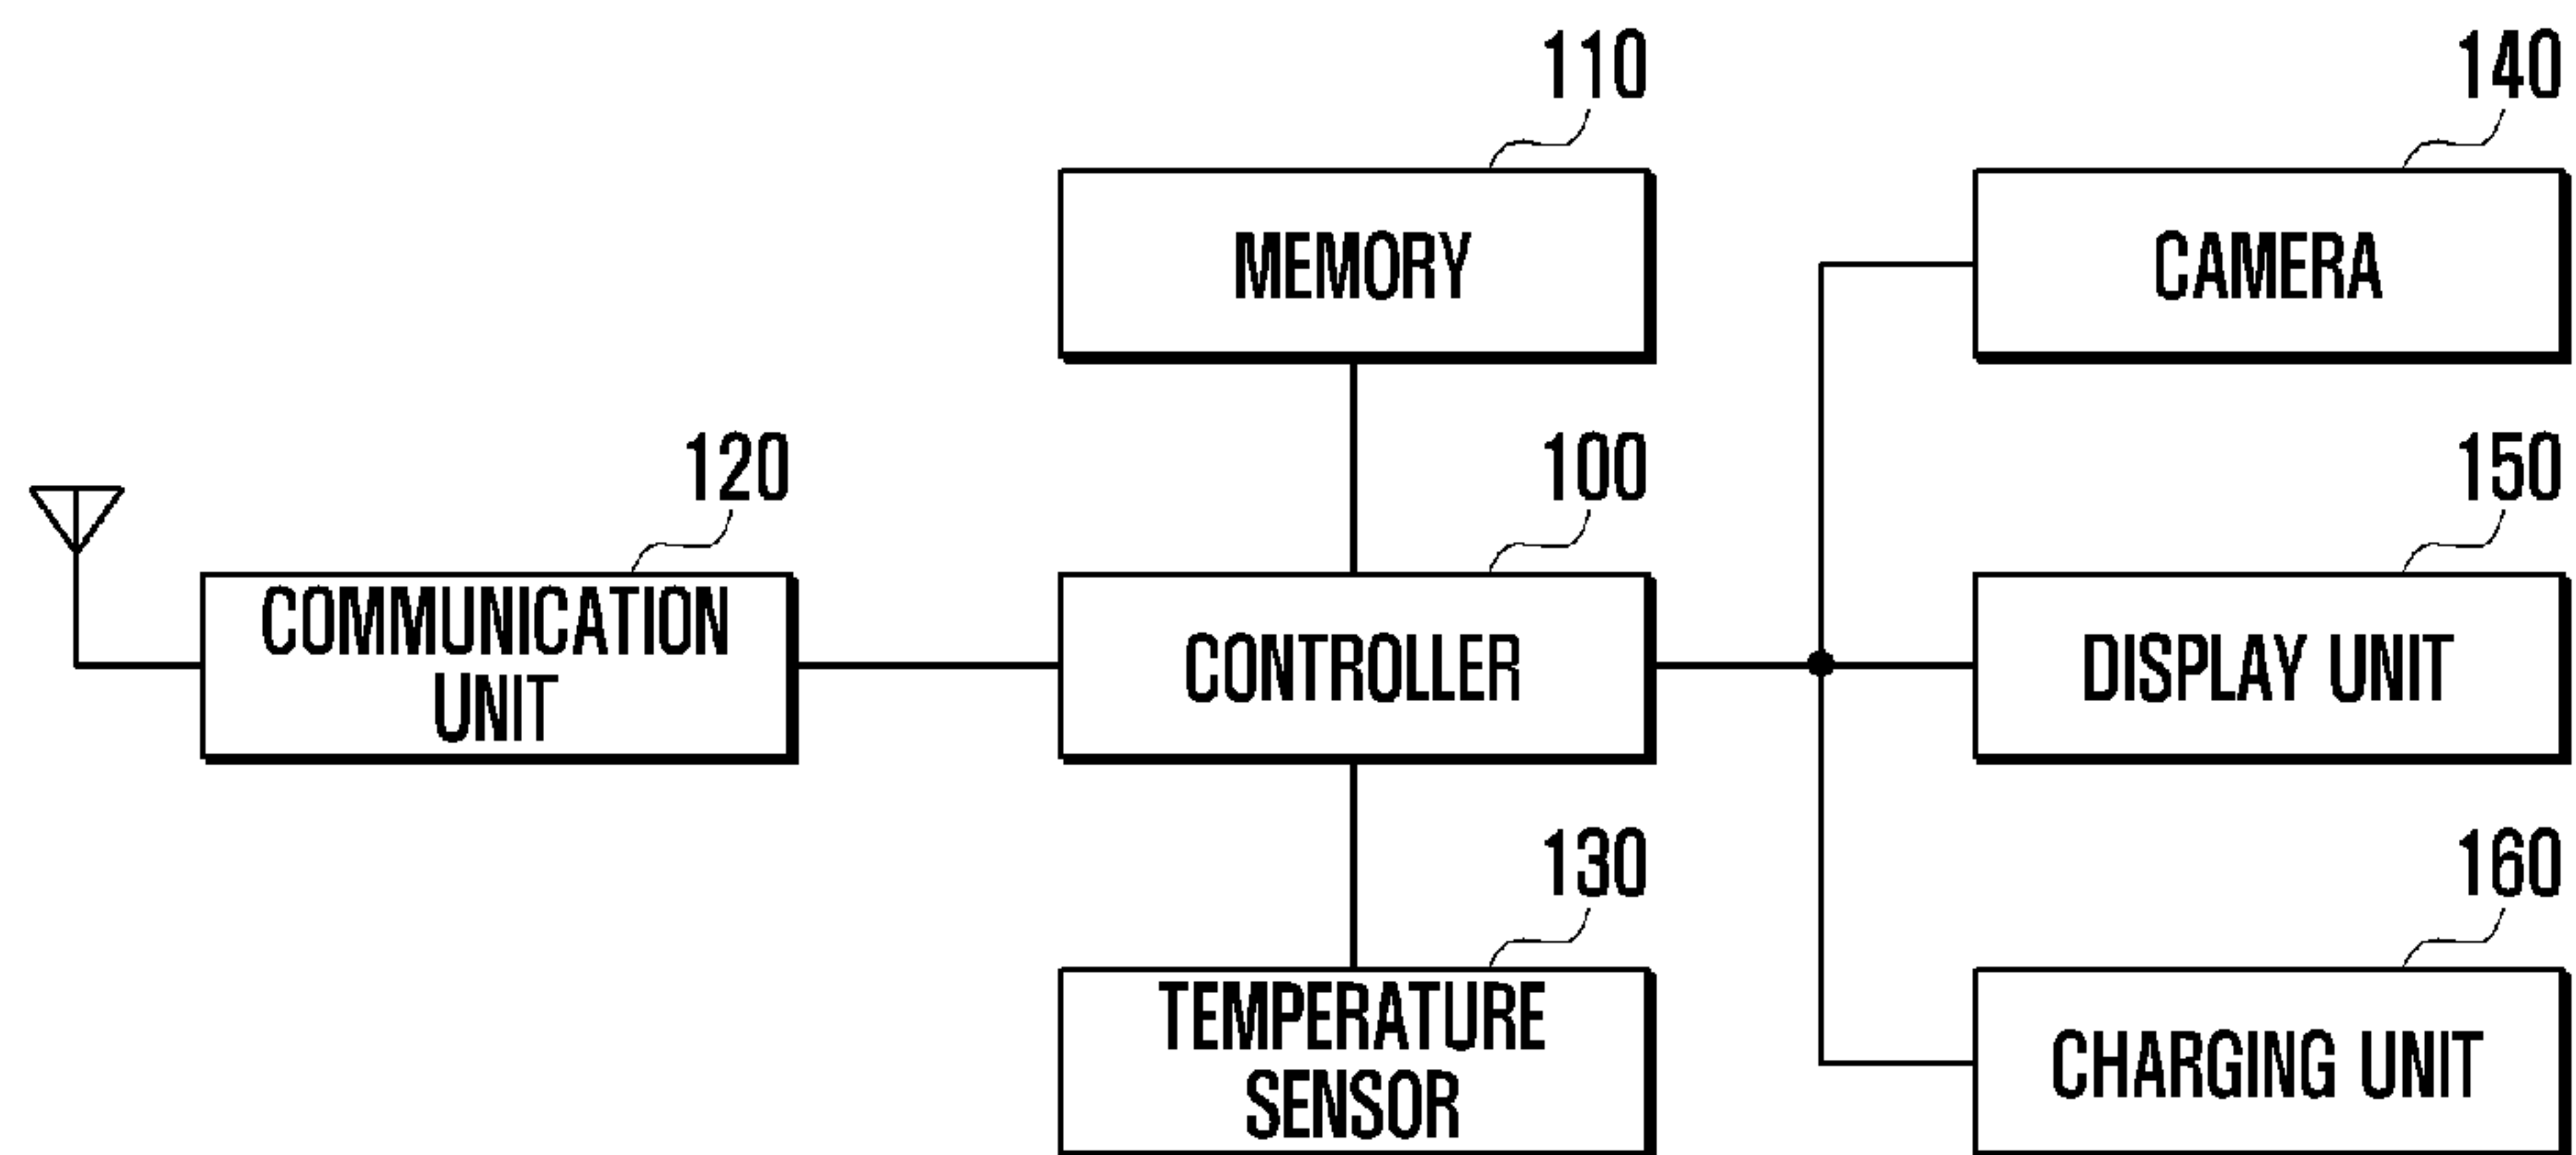 110
MEMORY
140
CAMERA
120
COMMUNICATION
UNIT
100
CONTROLLER
150
DISPLAY UNIT
130
TEMPERATURE
SENSOR
160
CHARGING UNIT